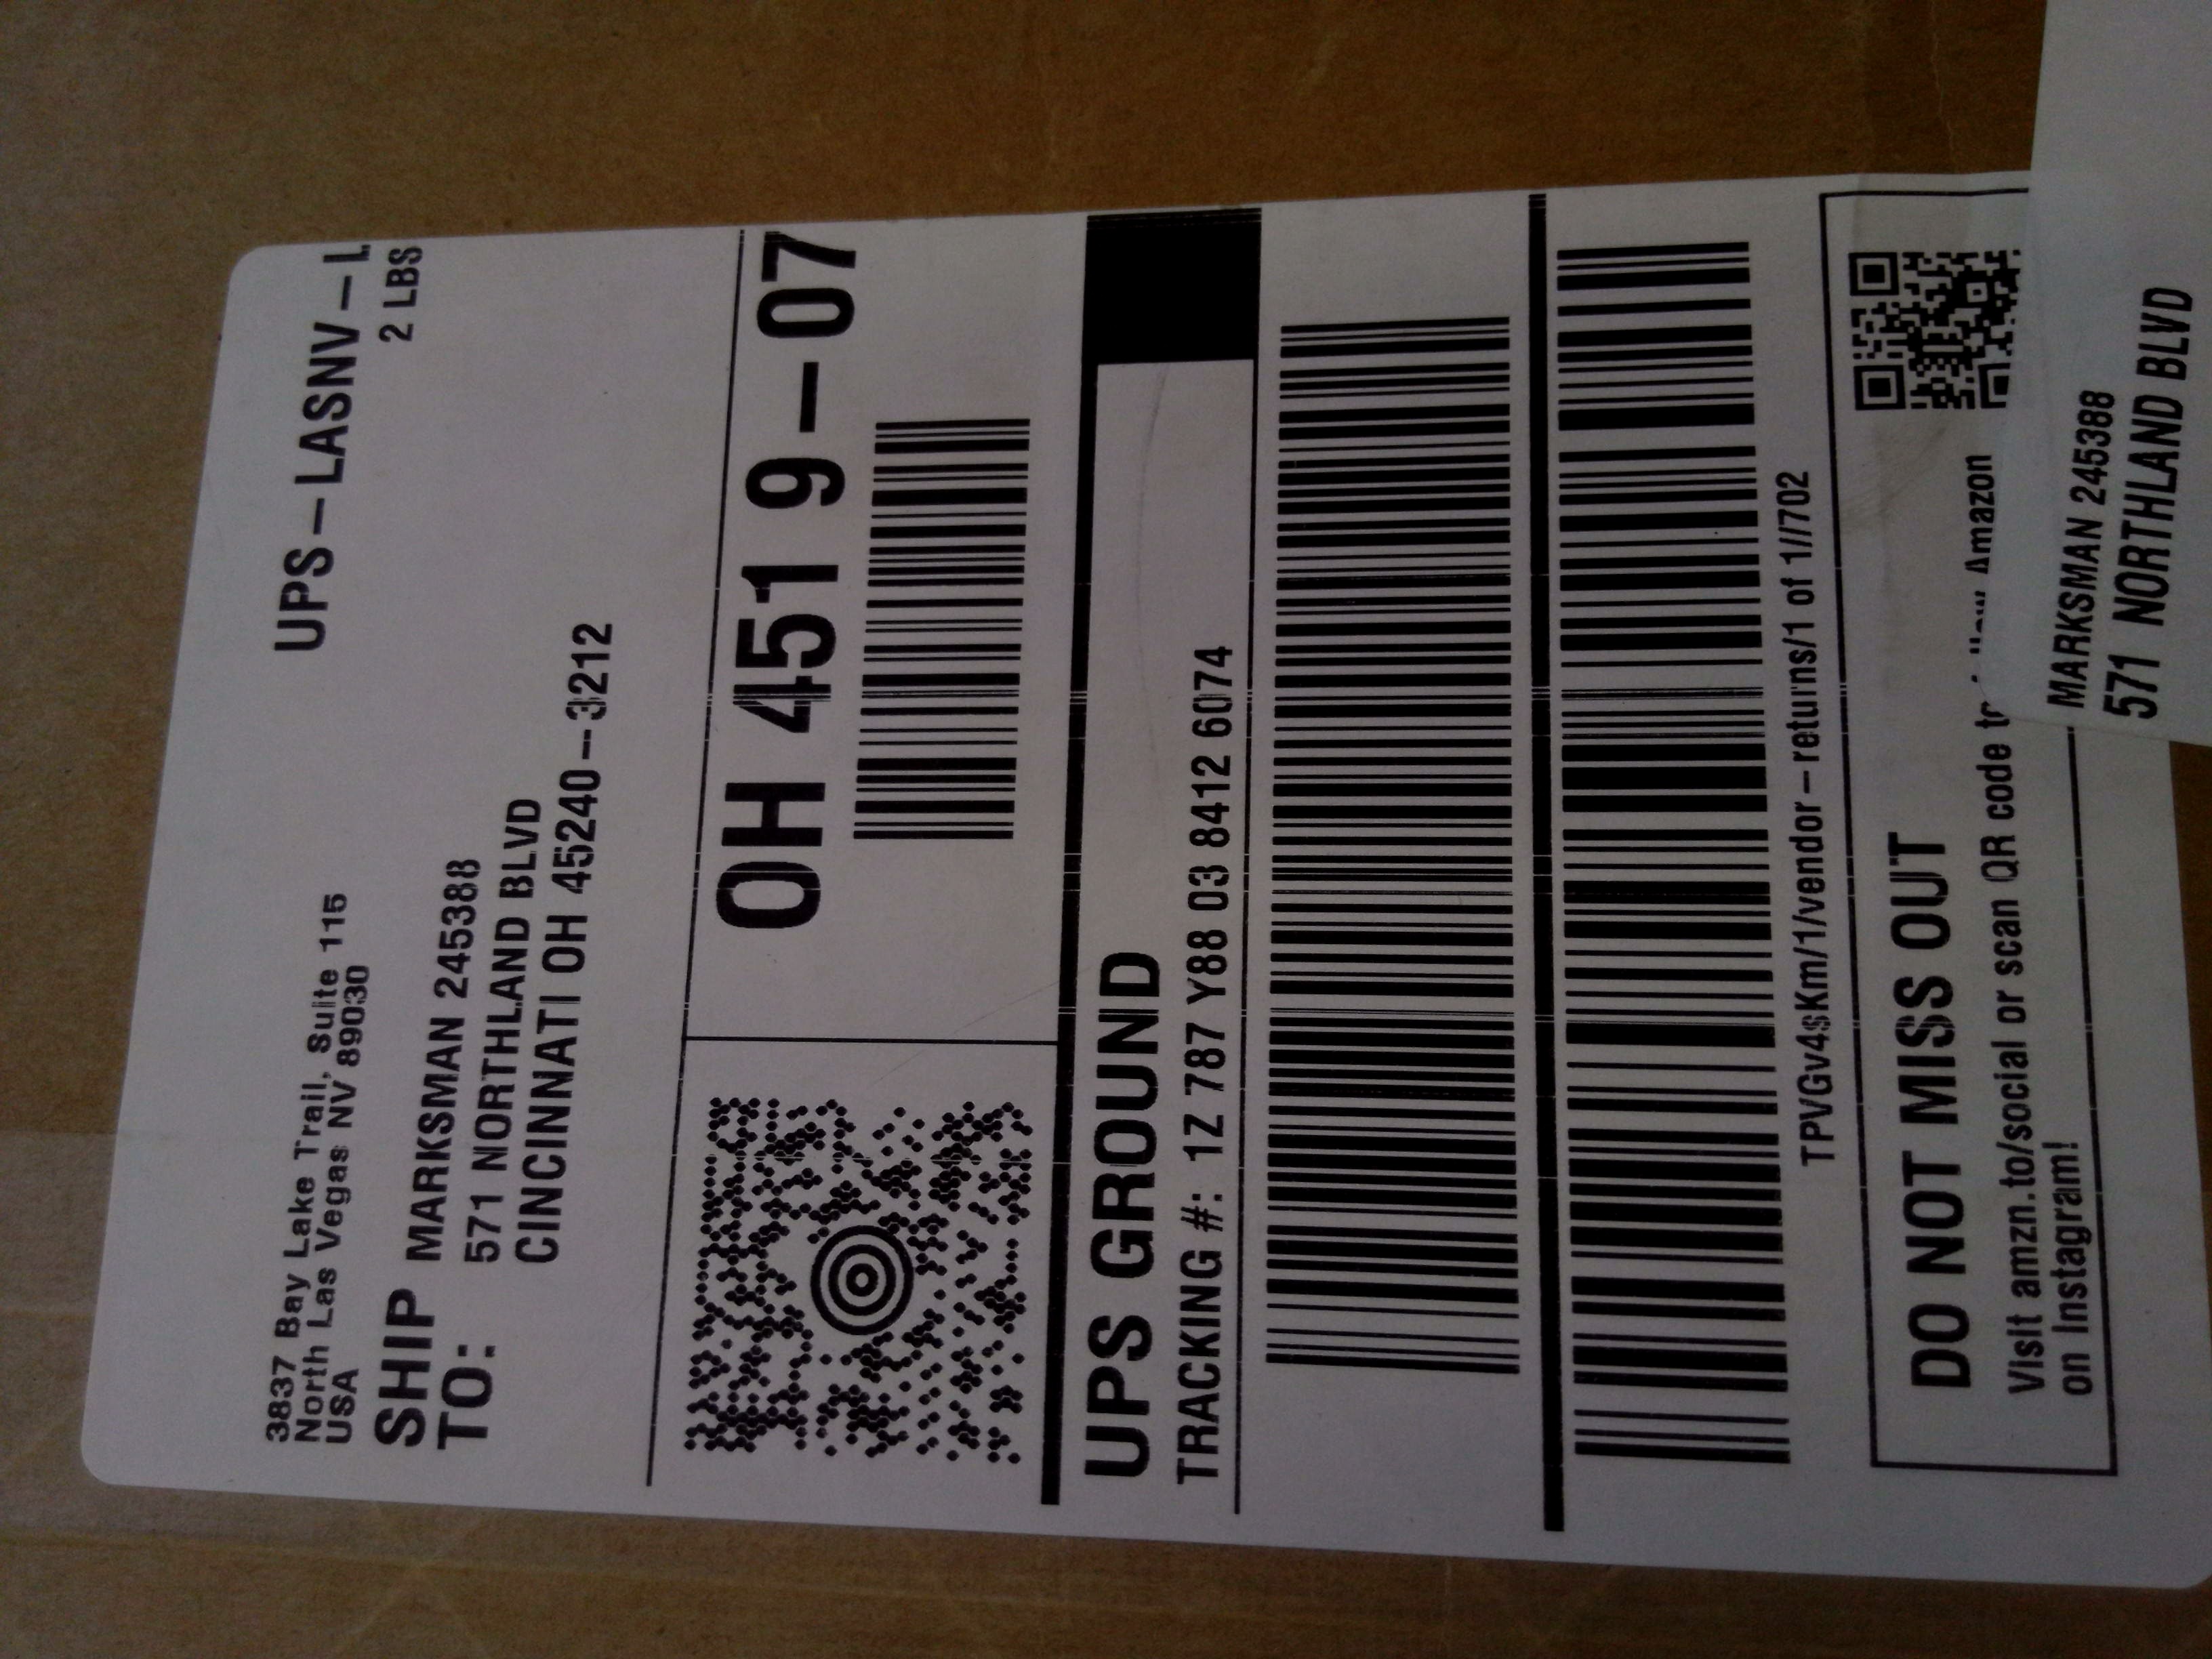 3837 Bay Lake Trail, Suite 115
North Las Vegas NV 89030
USA
UPS-LASNV-L
2 LBS
SHIP TO:
MARKSMAN 245388
571 NORTHLAND BLVD
CINCINNATI OH 45240-3212
OH 451 9-07
UPS GROUND
TRACKING #: 1Z 787 Y88 03 8412 6074
TPVGv4sKm/1/vendor-returns/1 of 1//702
DO NOT MISS OUT
Visit amzn.to/social or scan QR code Amazon
on Instagram!
MARKSMAN 245388
571 NORTHLAND BLVD